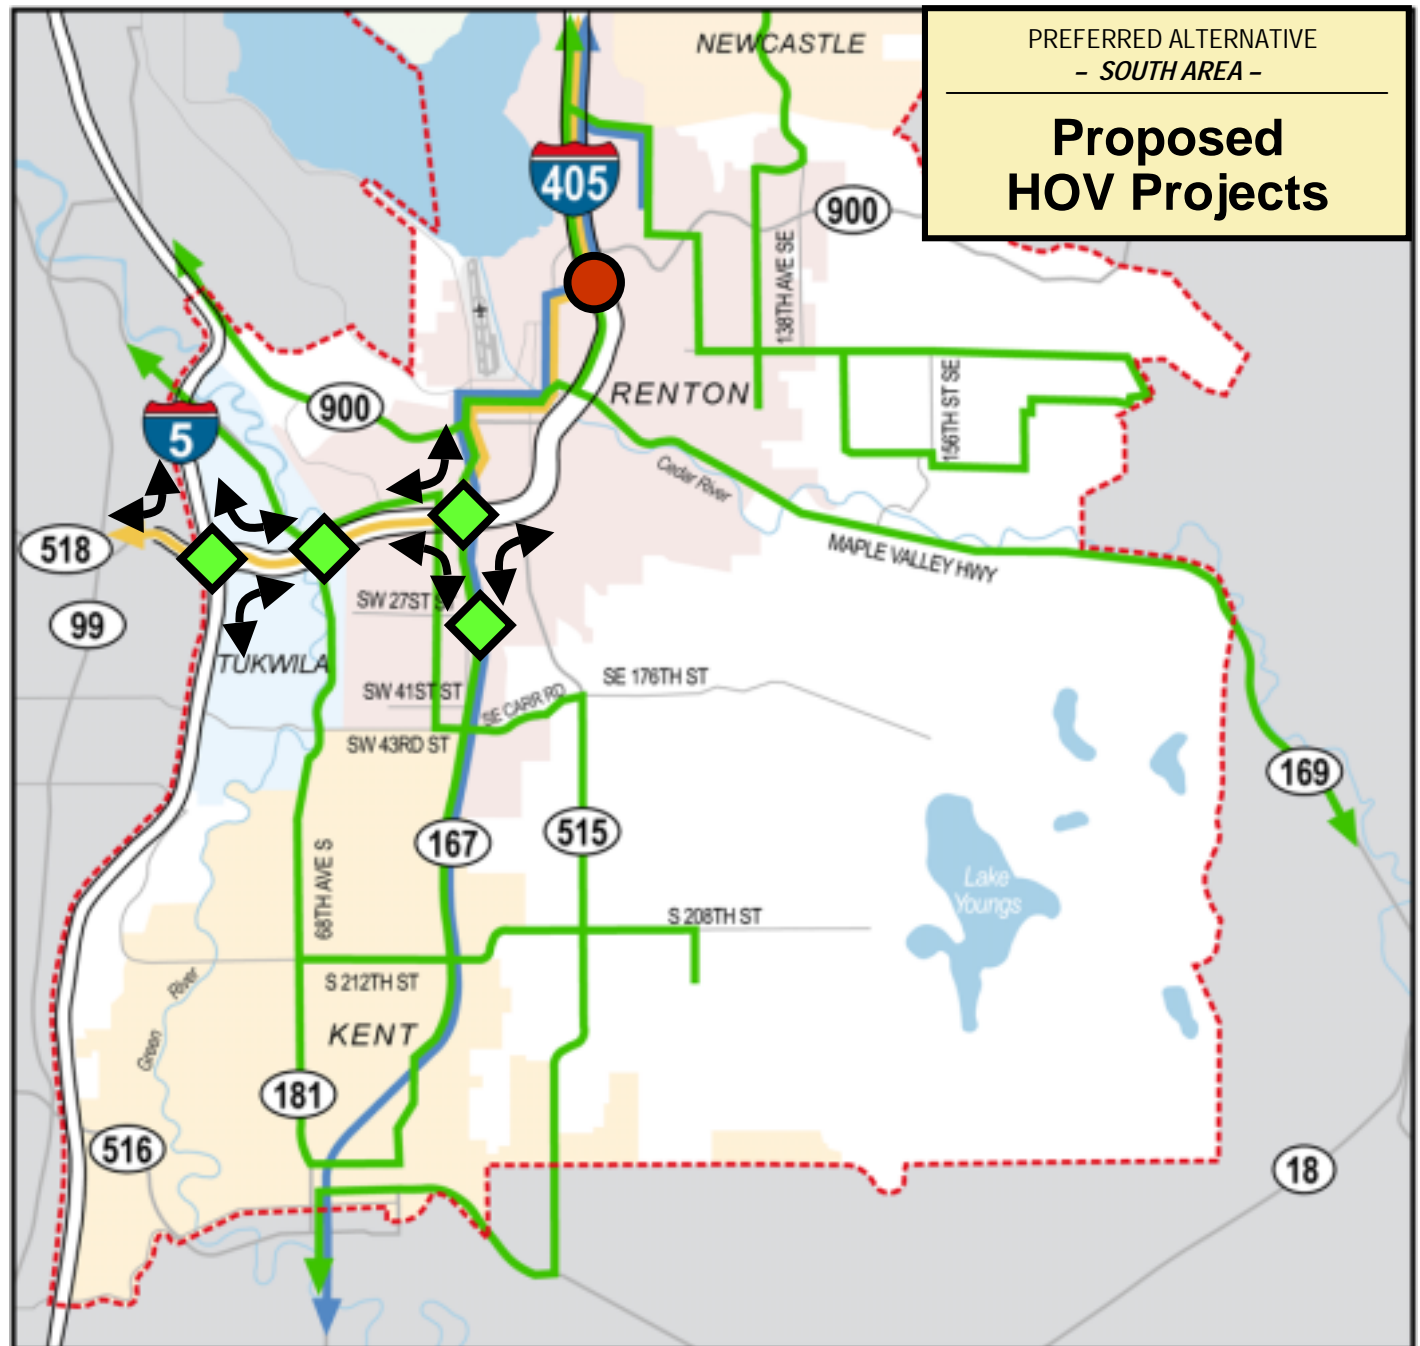 PREFERRED ALTERNATIVE
– SOUTH AREA –
Proposed
HOV Projects
NEWCASTLE
405
900
138TH AVE SE
RENTON
900
156TH ST SE
5
Cedar River
518
MAPLE VALLEY HWY
99
SW 27ST ST
TUKWILA
SE 176TH ST
SW 41ST ST
SE CARR RD
SW 43RD ST
169
167
515
68TH AVE S
Lake
Youngs
S 208TH ST
S 212TH ST
Green River
KENT
181
516
18